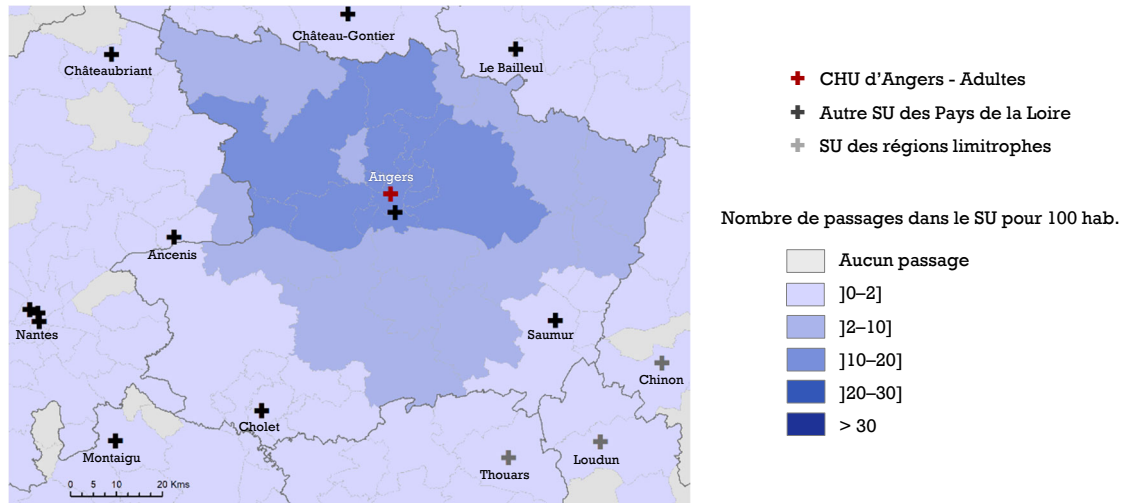 Château-Gontier
Châteaubriant
Le Bailleul
Angers
Ancenis
Nantes
Saumur
Chinon
Cholet
Montaigu
Thouars
Loudun
0 5 10 20 Kms
CHU d'Angers - Adultes
Autre SU des Pays de la Loire
SU des régions limitrophes
Nombre de passages dans le SU pour 100 hab.
Aucun passage
]0–2]
]2–10]
]10–20]
]20–30]
> 30